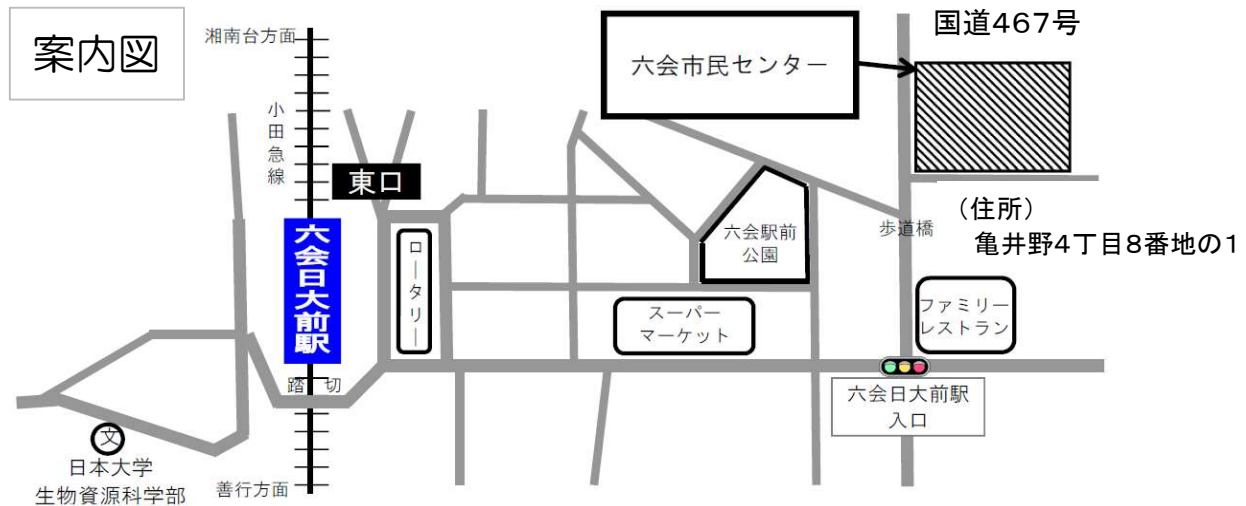 案内図
湘南台方面
国道467号
六会市民センター
小田急線
東口
(住所)
亀井野4丁目8番地の1
六会日大前駅
ロータリー
六会駅前
公園
歩道橋
スーパー
マーケット
ファミリー
レストラン
踏切
六会日大前駅
入口
文
日本大学
生物資源科学部
善行方面